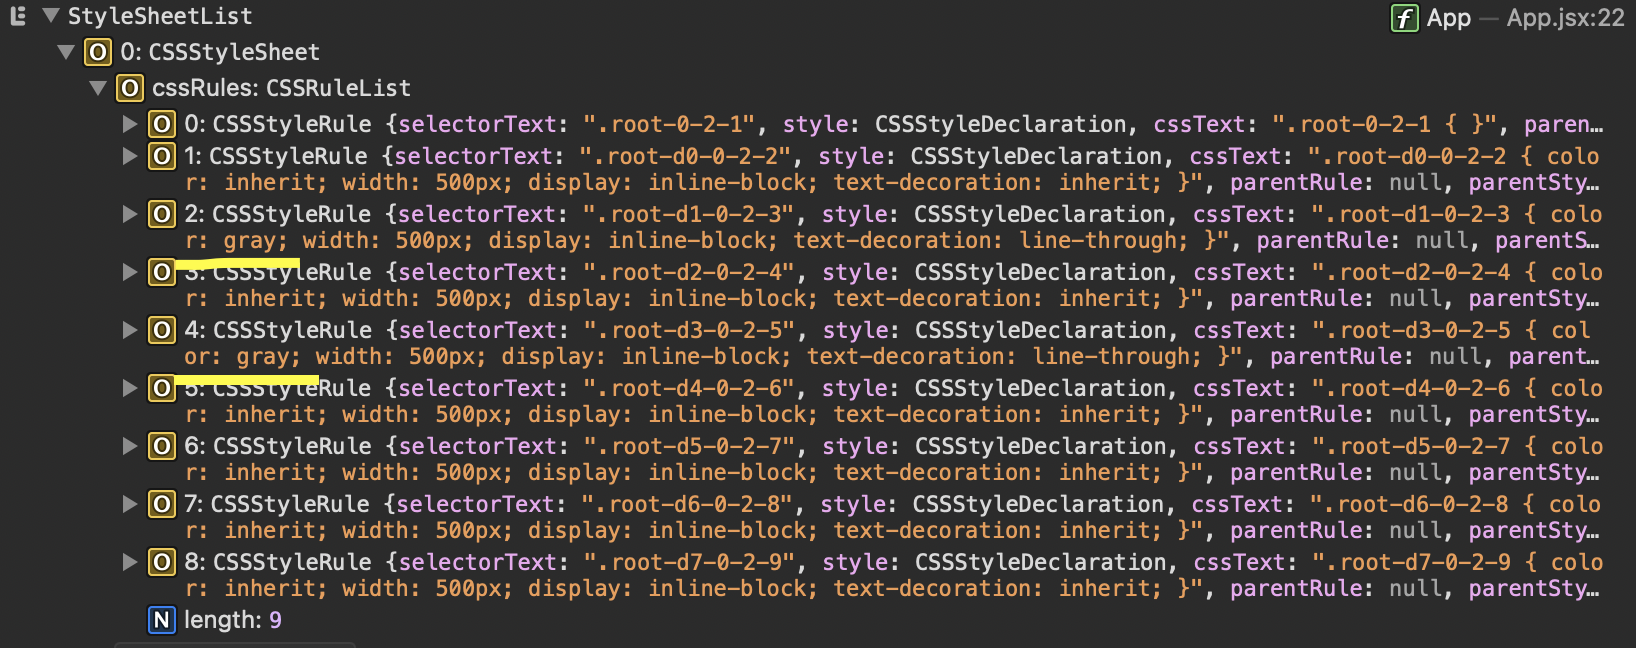 StyleSheetList
f App — App.jsx:22
O 0: CSSStyleSheet
O cssRules: CSSRuleList
O 0: CSSStyleRule {selectorText: ".root-0-2-1", style: CSSStyleDeclaration, cssText: ".root-0-2-1 { }", paren…
O 1: CSSStyleRule {selectorText: ".root-d0-0-2-2", style: CSSStyleDeclaration, cssText: ".root-d0-0-2-2 { colo
r: inherit; width: 500px; display: inline-block; text-decoration: inherit; }", parentRule: null, parentSty…
O 2: CSSStyleRule {selectorText: ".root-d1-0-2-3", style: CSSStyleDeclaration, cssText: ".root-d1-0-2-3 { colo
r: gray; width: 500px; display: inline-block; text-decoration: line-through; }", parentRule: null, parentS…
O 3: CSSStyleRule {selectorText: ".root-d2-0-2-4", style: CSSStyleDeclaration, cssText: ".root-d2-0-2-4 { colo
r: inherit; width: 500px; display: inline-block; text-decoration: inherit; }", parentRule: null, parentSty…
O 4: CSSStyleRule {selectorText: ".root-d3-0-2-5", style: CSSStyleDeclaration, cssText: ".root-d3-0-2-5 { col
or: gray; width: 500px; display: inline-block; text-decoration: line-through; }", parentRule: null, parent…
O 5: CSSStyleRule {selectorText: ".root-d4-0-2-6", style: CSSStyleDeclaration, cssText: ".root-d4-0-2-6 { colo
r: inherit; width: 500px; display: inline-block; text-decoration: inherit; }", parentRule: null, parentSty…
O 6: CSSStyleRule {selectorText: ".root-d5-0-2-7", style: CSSStyleDeclaration, cssText: ".root-d5-0-2-7 { colo
r: inherit; width: 500px; display: inline-block; text-decoration: inherit; }", parentRule: null, parentSty…
O 7: CSSStyleRule {selectorText: ".root-d6-0-2-8", style: CSSStyleDeclaration, cssText: ".root-d6-0-2-8 { colo
r: inherit; width: 500px; display: inline-block; text-decoration: inherit; }", parentRule: null, parentSty…
O 8: CSSStyleRule {selectorText: ".root-d7-0-2-9", style: CSSStyleDeclaration, cssText: ".root-d7-0-2-9 { colo
r: inherit; width: 500px; display: inline-block; text-decoration: inherit; }", parentRule: null, parentSty…
N length: 9